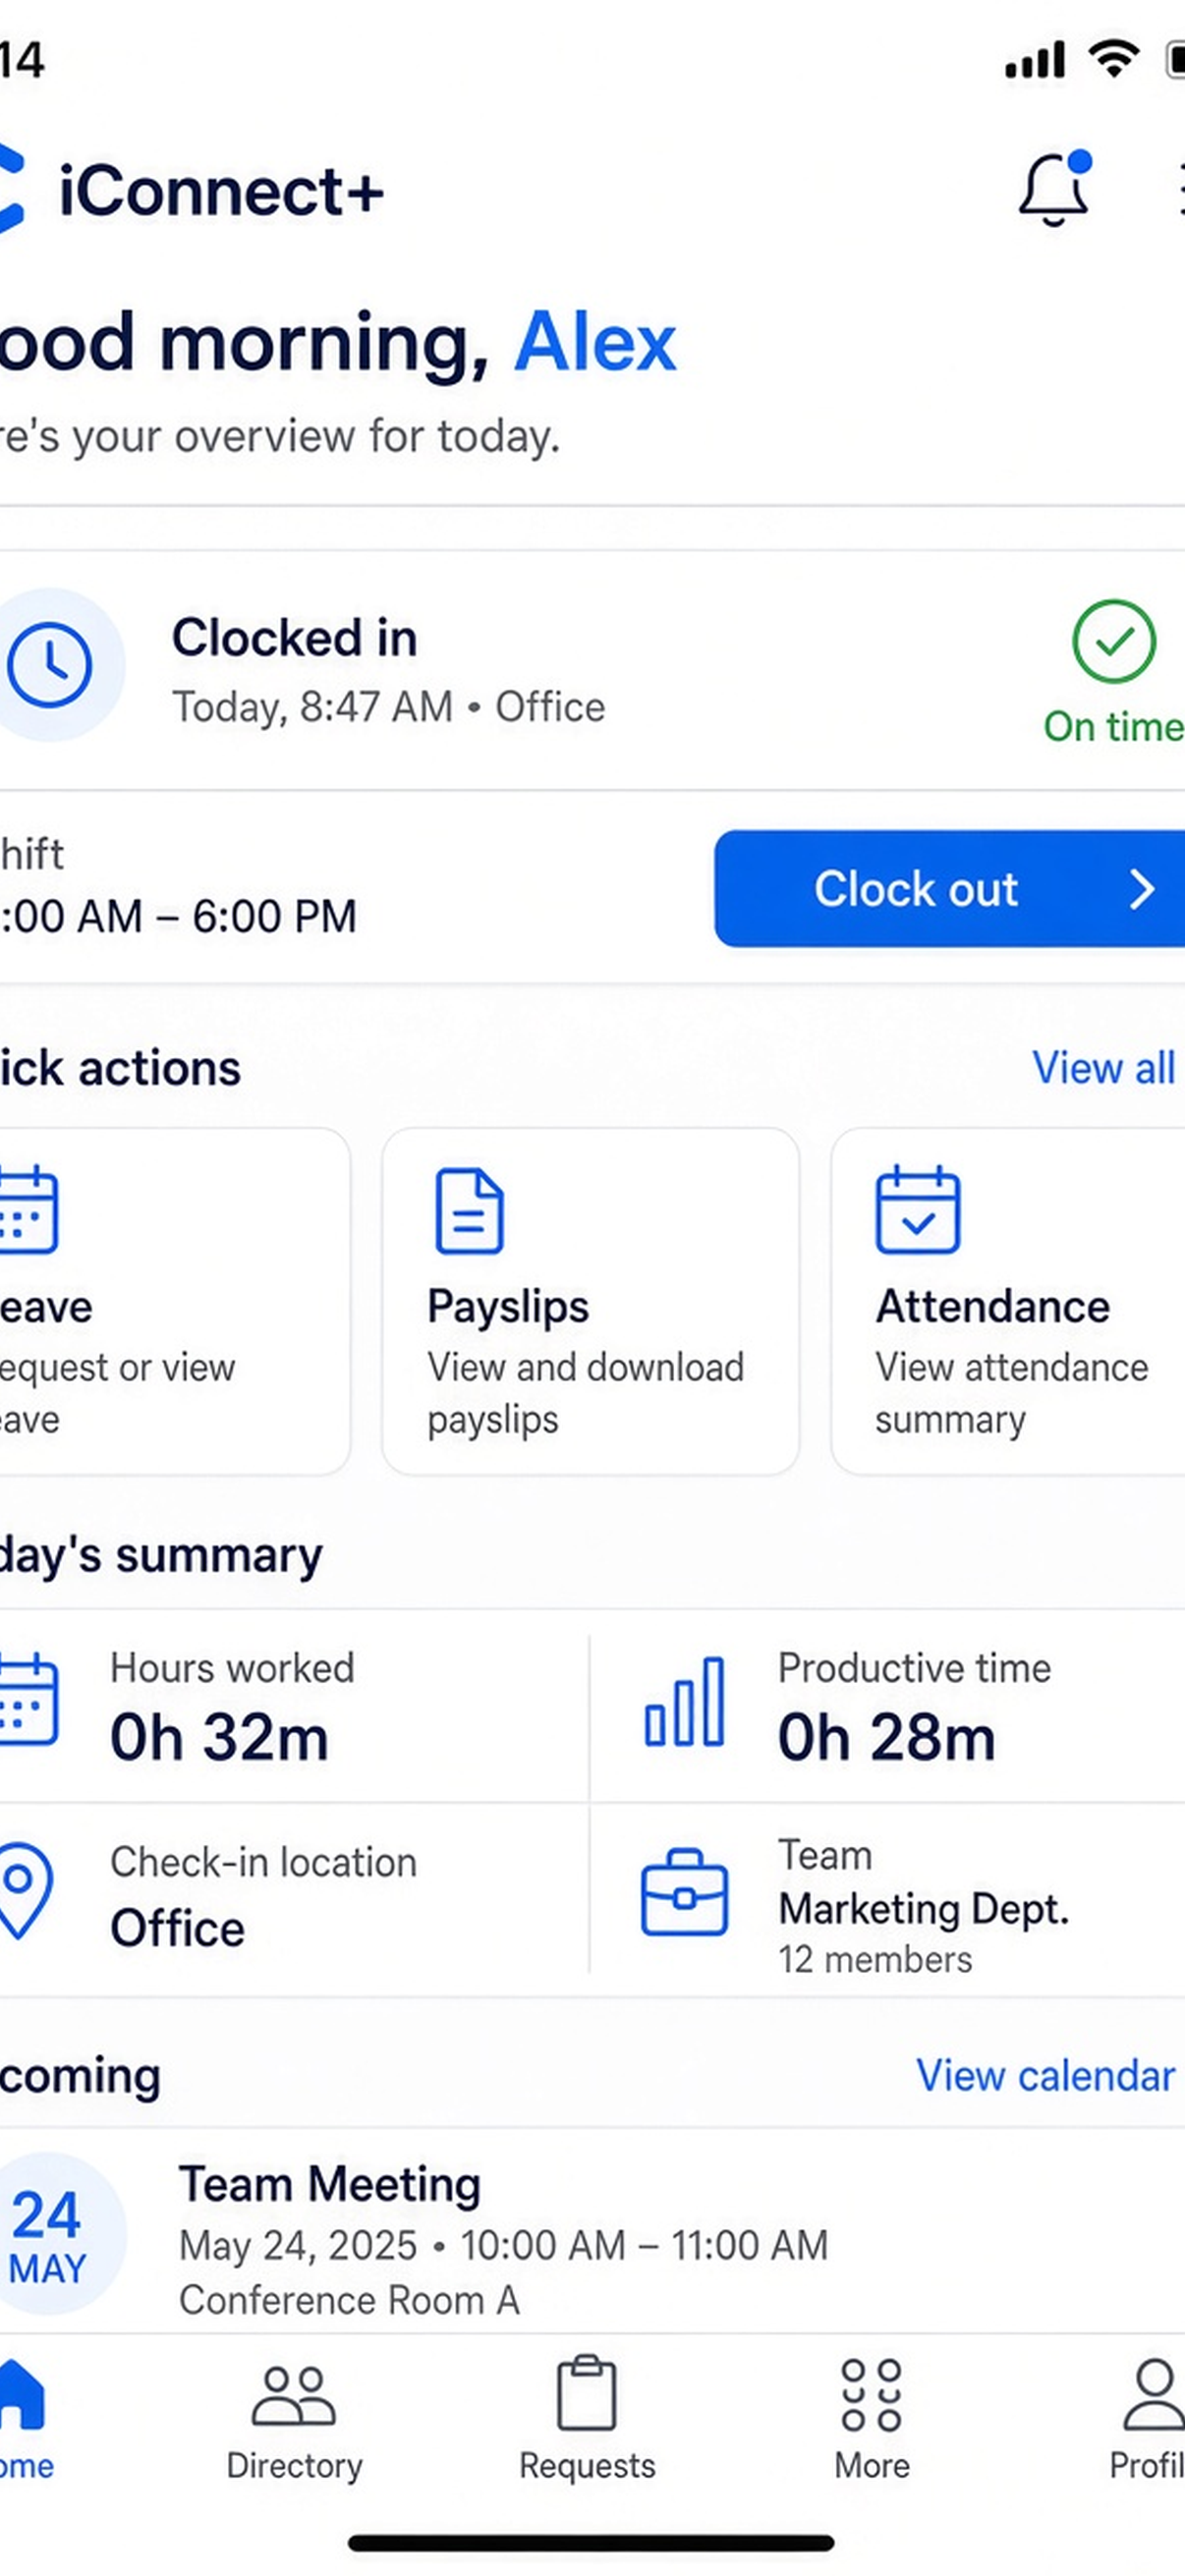 14
iConnect+
ood morning, Alex
re's your overview for today.
Clocked in
Today, 8:47 AM • Office
On time
hift
:00 AM – 6:00 PM
Clock out
ick actions
View all
eave
equest or view
eave
Payslips
View and download
payslips
Attendance
View attendance
summary
day's summary
Hours worked
0h 32m
Productive time
0h 28m
Check-in location
Office
Team
Marketing Dept.
12 members
coming
View calendar
24
MAY
Team Meeting
May 24, 2025 • 10:00 AM – 11:00 AM
Conference Room A
ome
Directory
Requests
More
Profil